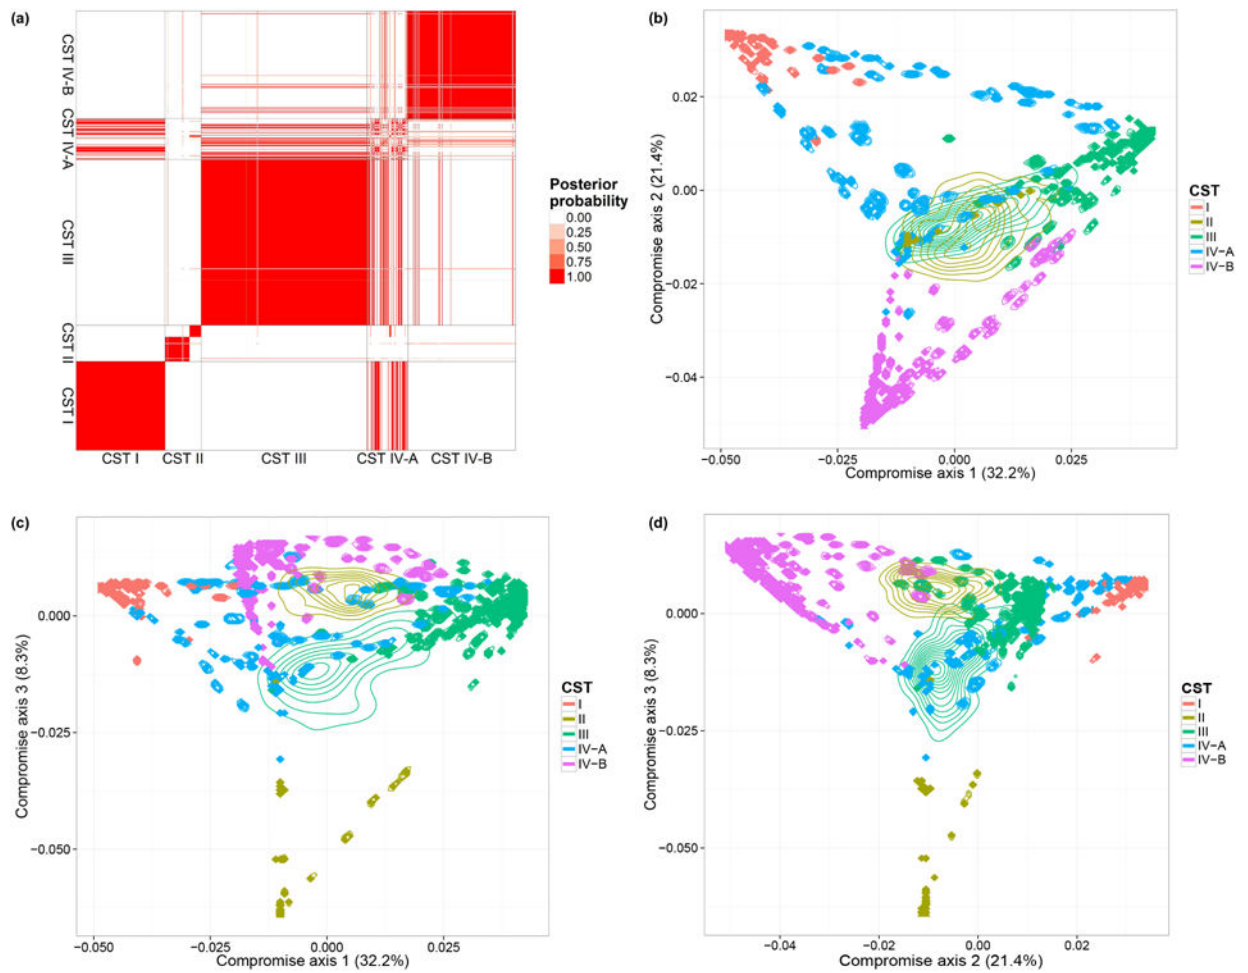 (a)
CST IV-B
CST IV-A
CST III
CST II
CST I
CST I
CST II
CST III
CST IV-A
CST IV-B
Posterior
probability
0.00
0.25
0.50
0.75
1.00
(b)
Compromise axis 2 (21.4%)
0.02
0.00
−0.02
−0.04
−0.050
−0.025
0.000
0.025
Compromise axis 1 (32.2%)
CST
I
II
III
IV−A
IV−B
(c)
Compromise axis 3 (8.3%)
0.000
−0.025
−0.050
−0.050
−0.025
0.000
0.025
Compromise axis 1 (32.2%)
CST
I
II
III
IV−A
IV−B
(d)
Compromise axis 3 (8.3%)
0.000
−0.025
−0.050
−0.04
−0.02
0.00
0.02
Compromise axis 2 (21.4%)
CST
I
II
III
IV−A
IV−B